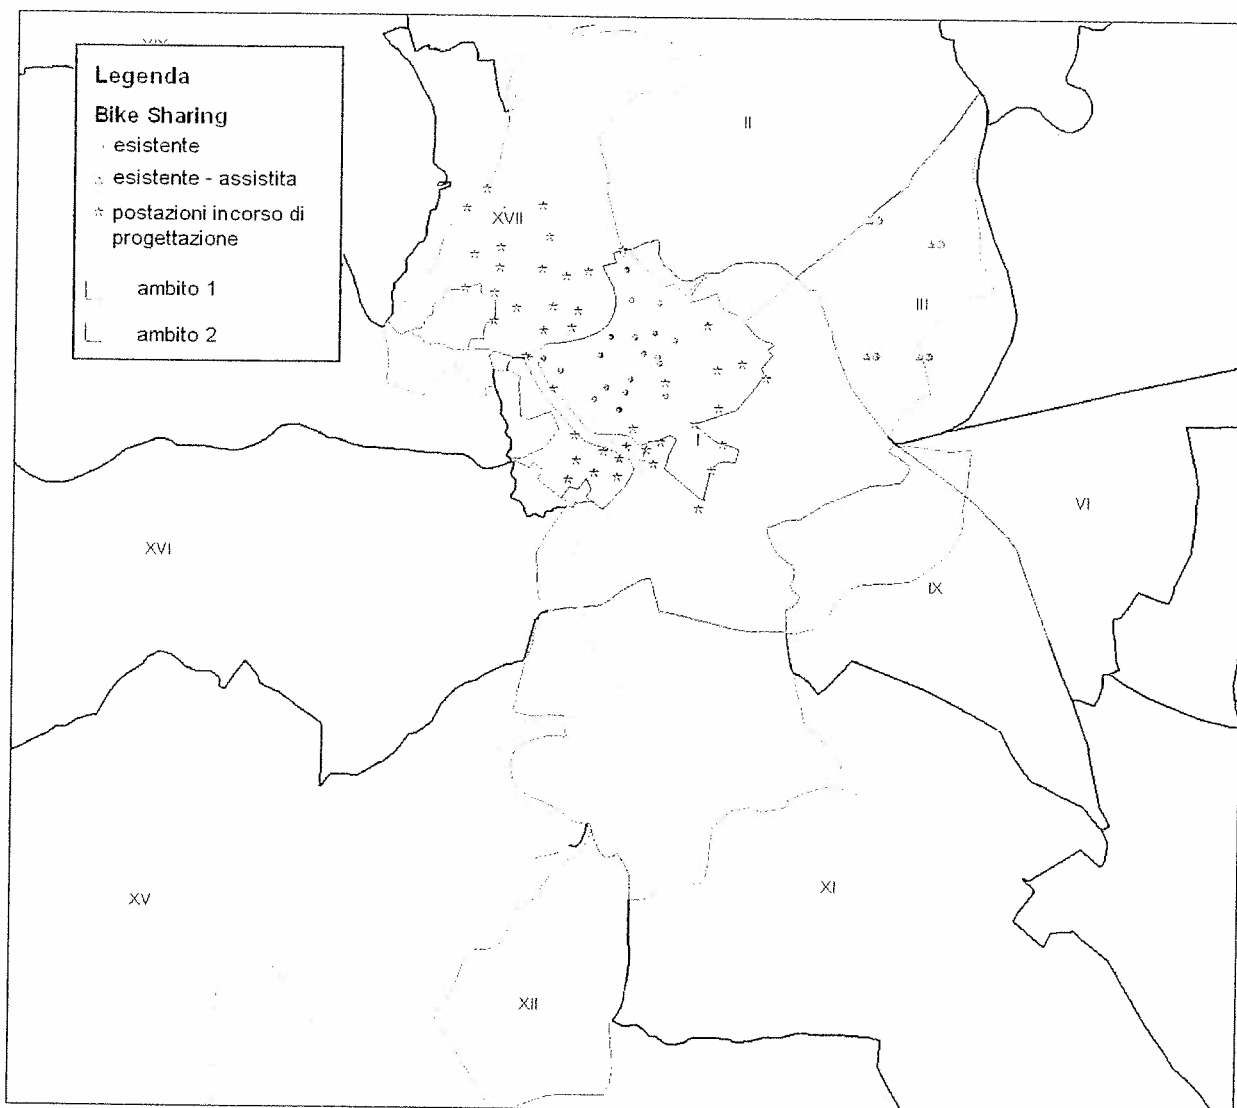 Legenda
Bike Sharing
esistente
esistente - assistita
postazioni incorso di
progettazione
ambito 1
ambito 2
II
XVII
III
I
VI
XVI
IX
XV
XI
XII